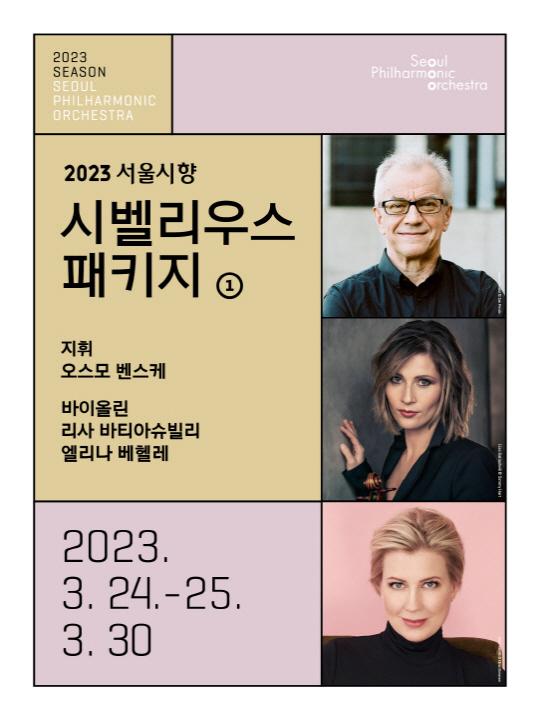 2023
SEASON
SEOUL
PHILHARMONIC
ORCHESTRA
Seoul
Philharmonic
orchestra
2023 서울시향
시벨리우스
패키지 ①
지휘
오스모 벤스케
바이올린
리사 바티아슈빌리
엘리나 베헬레
2023.
3. 24.-25.
3. 30